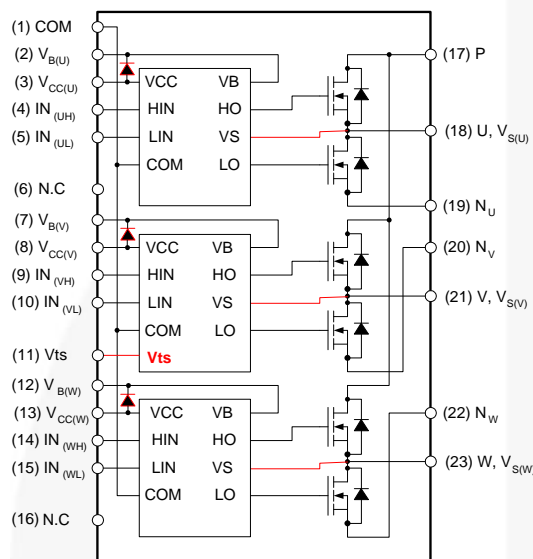 (1) COM
(2) VB(U)
(3) VCC(U)
(4) IN (UH)
(5) IN (UL)
(6) N.C
(7) VB(V)
(8) VCC(V)
(9) IN (VH)
(10) IN (VL)
(11) Vts
(12) V B(W)
(13) VCC(W)
(14) IN (WH)
(15) IN (WL)
(16) N.C
VCC VB
HIN HO
LIN VS
COM LO
VCC VB
HIN HO
LIN VS
COM LO
Vts
VCC VB
HIN HO
LIN VS
COM LO
(17) P
(18) U, VS(U)
(19) NU
(20) NV
(21) V, VS(V)
(22) NW
(23) W, VS(W)